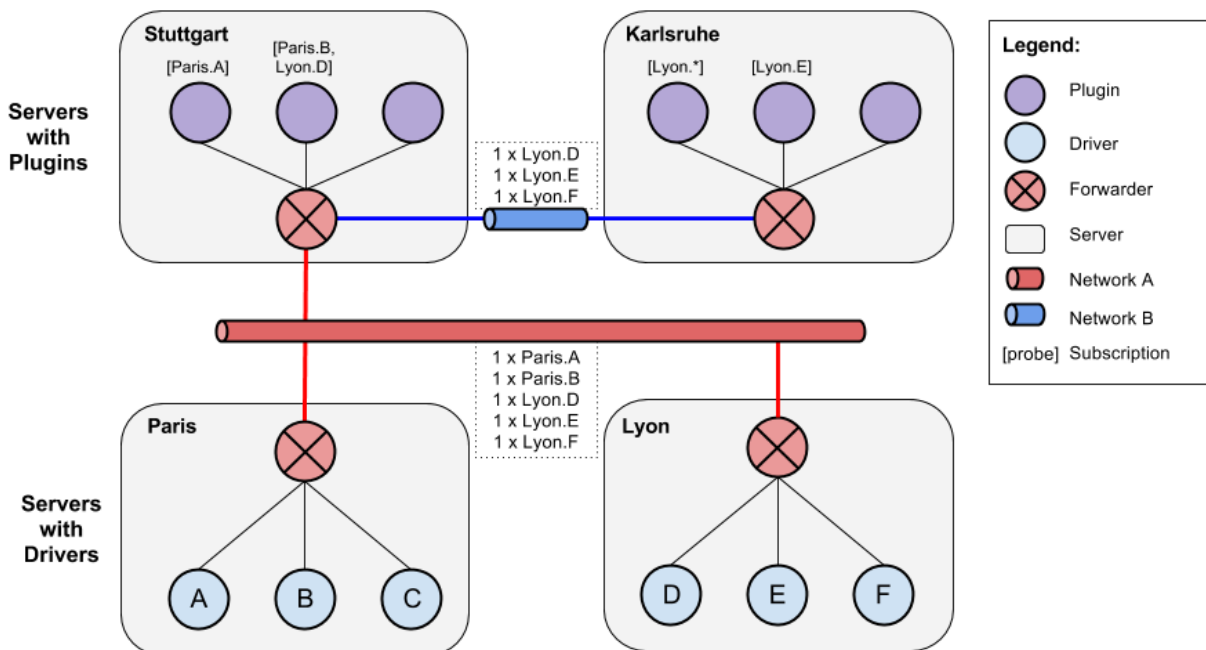 Stuttgart
[Paris.A]
[Paris.B,
Lyon.D]
Karlsruhe
[Lyon.*]
[Lyon.E]
Servers
with
Plugins
1 x Lyon.D
1 x Lyon.E
1 x Lyon.F
Legend:
Plugin
Driver
Forwarder
Server
Network A
Network B
[probe] Subscription
1 x Paris.A
1 x Paris.B
1 x Lyon.D
1 x Lyon.E
1 x Lyon.F
Paris
Lyon
Servers
with
Drivers
A
B
C
D
E
F